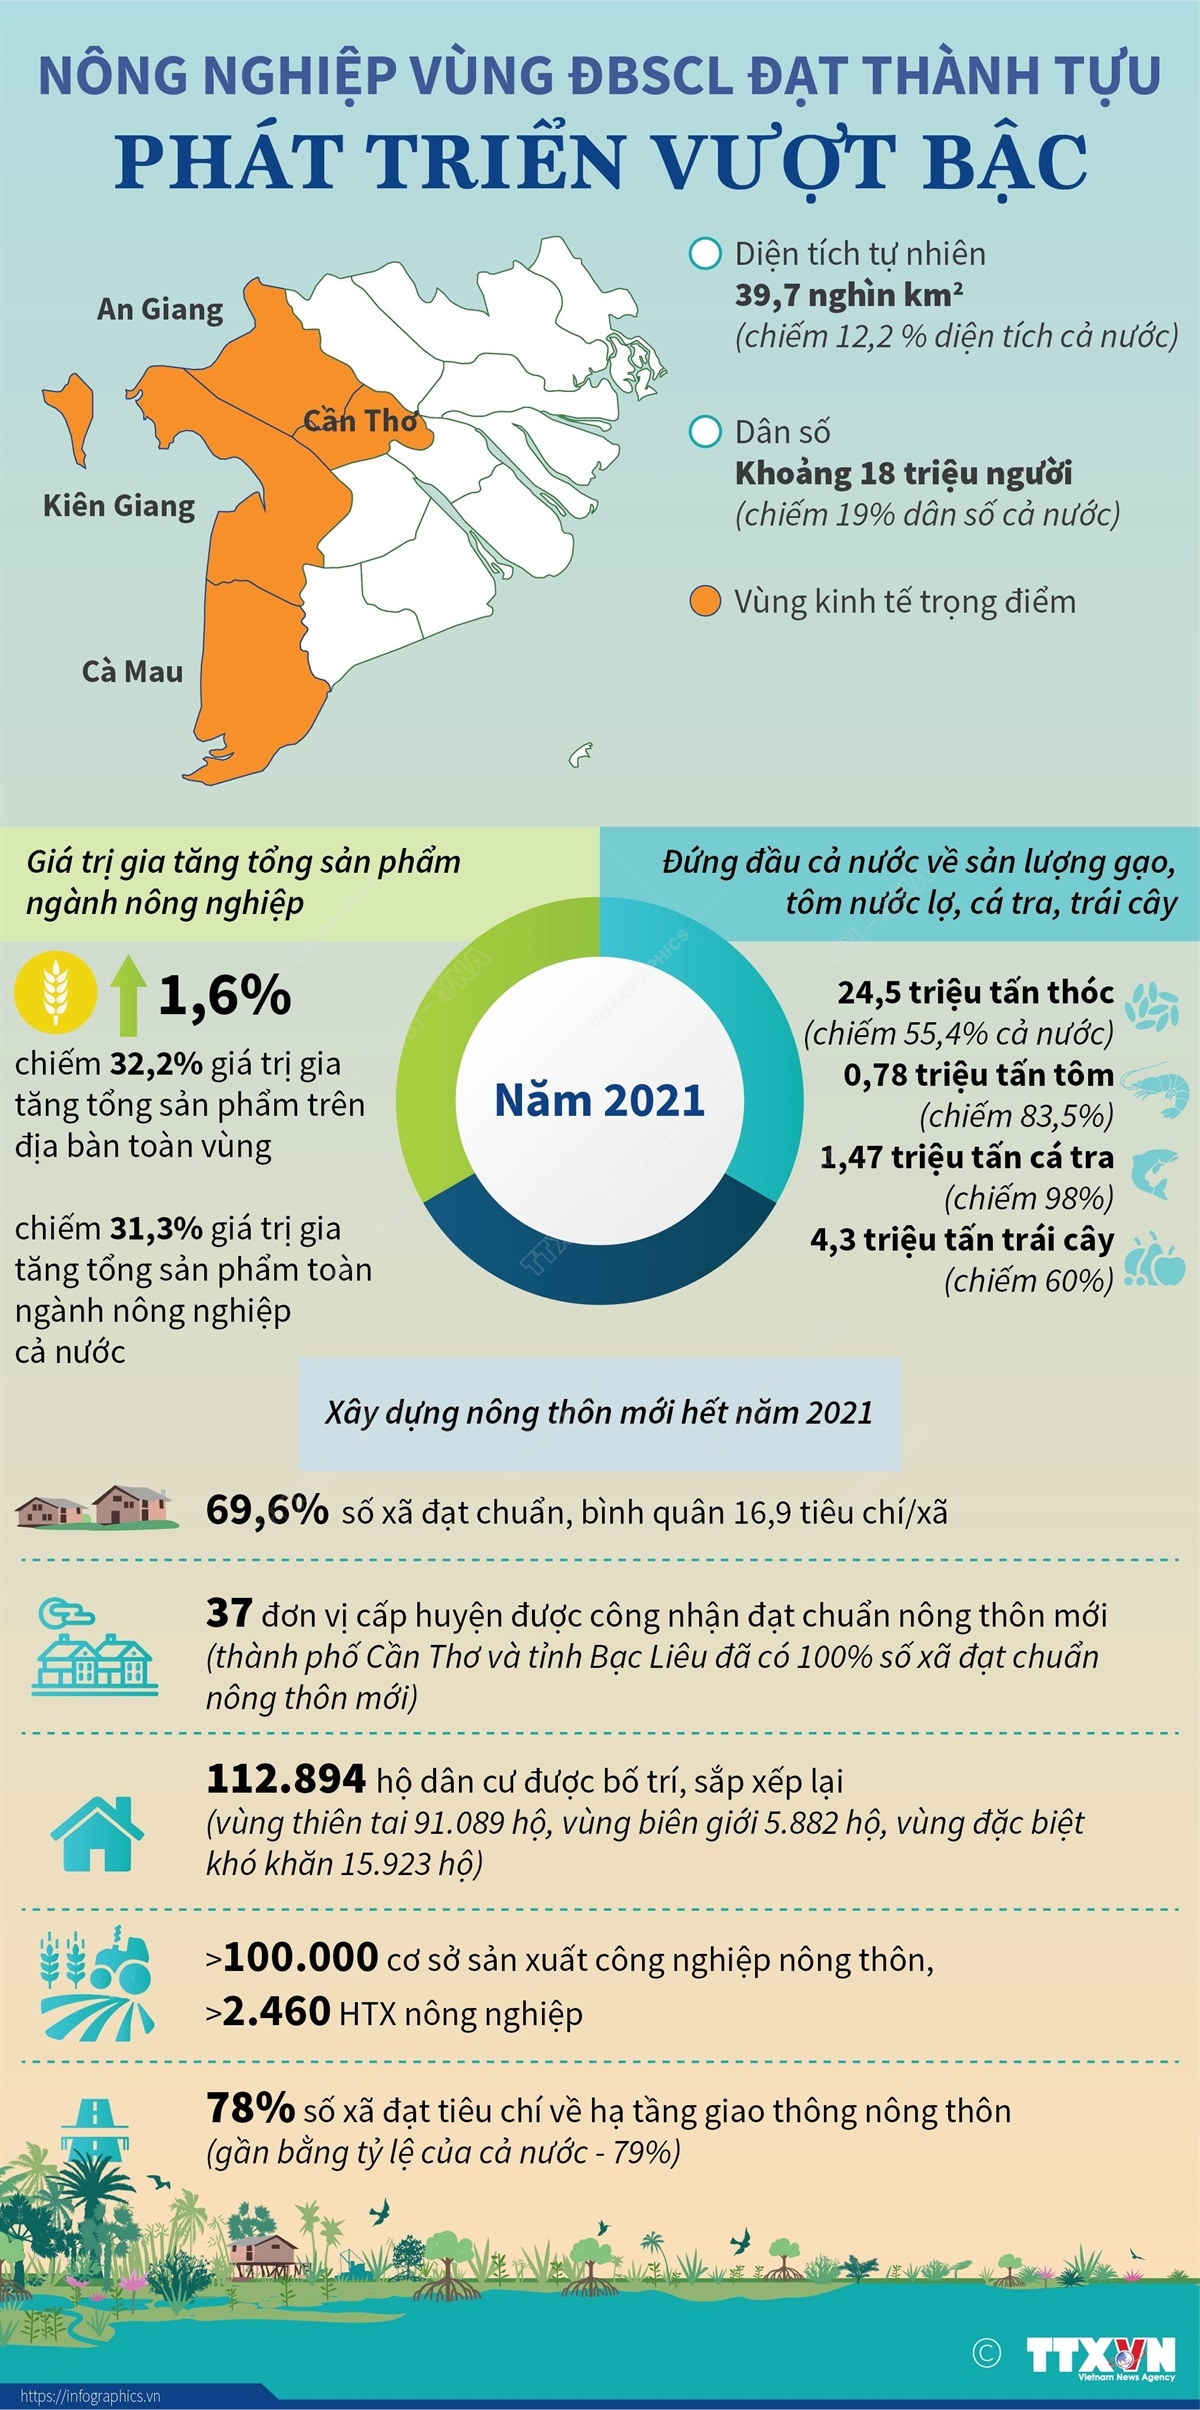 NÔNG NGHIỆP VÙNG ĐBSCL ĐẠT THÀNH TỰU
PHÁT TRIỂN VƯỢT BẬC
An Giang
Cần Thơ
Kiên Giang
Cà Mau
Diện tích tự nhiên
39,7 nghìn km²
(chiếm 12,2 % diện tích cả nước)
Dân số
Khoảng 18 triệu người
(chiếm 19% dân số cả nước)
Vùng kinh tế trọng điểm
Giá trị gia tăng tổng sản phẩm
ngành nông nghiệp
1,6%
chiếm 32,2% giá trị gia
tăng tổng sản phẩm trên
địa bàn toàn vùng
chiếm 31,3% giá trị gia
tăng tổng sản phẩm toàn
ngành nông nghiệp
cả nước
Năm 2021
Đứng đầu cả nước về sản lượng gạo,
tôm nước lợ, cá tra, trái cây
24,5 triệu tấn thóc
(chiếm 55,4% cả nước)
0,78 triệu tấn tôm
(chiếm 83,5%)
1,47 triệu tấn cá tra
(chiếm 98%)
4,3 triệu tấn trái cây
(chiếm 60%)
Xây dựng nông thôn mới hết năm 2021
69,6% số xã đạt chuẩn, bình quân 16,9 tiêu chí/xã
37 đơn vị cấp huyện được công nhận đạt chuẩn nông thôn mới
(thành phố Cần Thơ và tỉnh Bạc Liêu đã có 100% số xã đạt chuẩn
nông thôn mới)
112.894 hộ dân cư được bố trí, sắp xếp lại
(vùng thiên tai 91.089 hộ, vùng biên giới 5.882 hộ, vùng đặc biệt
khó khăn 15.923 hộ)
>100.000 cơ sở sản xuất công nghiệp nông thôn,
>2.460 HTX nông nghiệp
78% số xã đạt tiêu chí về hạ tầng giao thông nông thôn
(gần bằng tỷ lệ của cả nước - 79%)
© TTXVN
Vietnam News Agency
https://infographics.vn